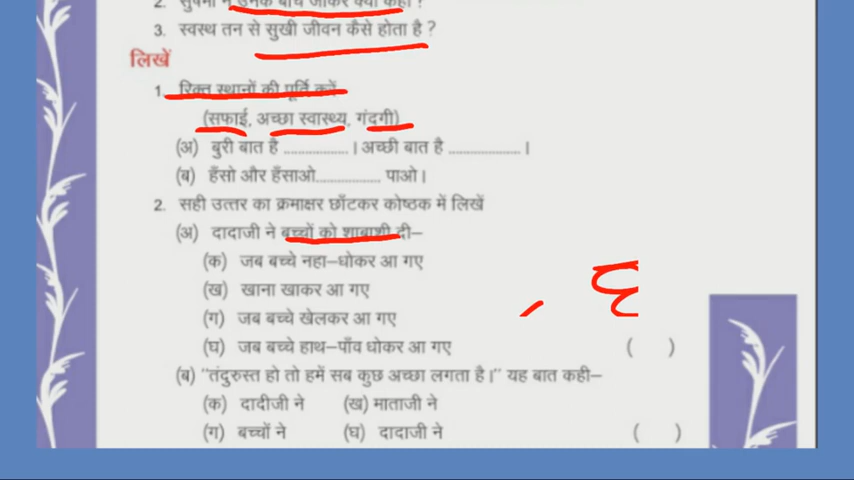 2. सुषमा ने उनके बीच जाकर क्या कहा ?
3. स्वस्थ तन से सुखी जीवन कैसे होता है ?
लिखें
1. रिक्त स्थानों की पूर्ति करें
(सफाई, अच्छा स्वास्थ्य, गंदगी)
(अ) बुरी बात है .................... । अच्छी बात है ...................... ।
(ब) हँसो और हँसाओ.................... पाओ ।
2. सही उत्तर का क्रमाक्षर छाँटकर कोष्ठक में लिखें
(अ) दादाजी ने बच्चों को शाबाशी दी–
(क) जब बच्चे नहा–धोकर आ गए
(ख) खाना खाकर आ गए
(ग) जब बच्चे खेलकर आ गए
(घ) जब बच्चे हाथ–पाँव धोकर आ गए ( )
(ब) "तंदुरुस्त हो तो हमें सब कुछ अच्छा लगता है।" यह बात कही–
(क) दादीजी ने (ख) माताजी ने
(ग) बच्चों ने (घ) दादाजी ने ( )